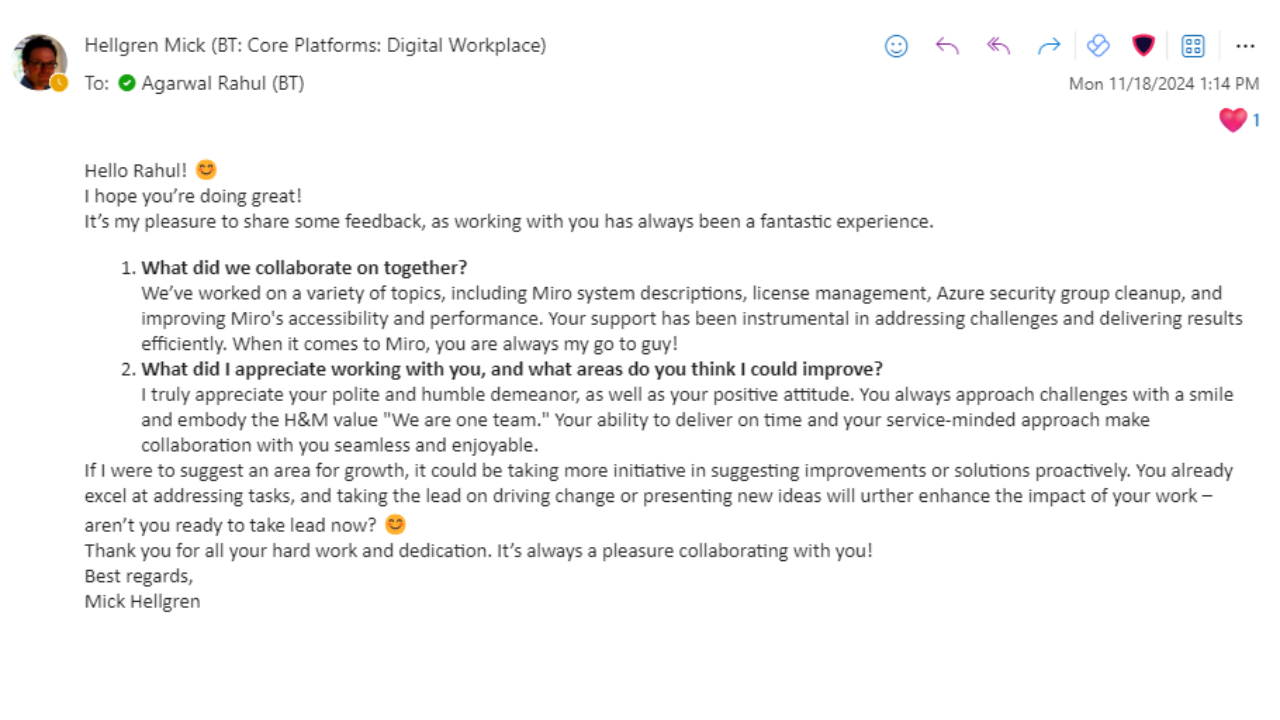 Hellgren Mick (BT: Core Platforms: Digital Workplace)
To: Agarwal Rahul (BT)
Mon 11/18/2024 1:14 PM
1
Hello Rahul! 😊
I hope you’re doing great!
It’s my pleasure to share some feedback, as working with you has always been a fantastic experience.
1. What did we collaborate on together?
We’ve worked on a variety of topics, including Miro system descriptions, license management, Azure security group cleanup, and
improving Miro's accessibility and performance. Your support has been instrumental in addressing challenges and delivering results
efficiently. When it comes to Miro, you are always my go to guy!
2. What did I appreciate working with you, and what areas do you think I could improve?
I truly appreciate your polite and humble demeanor, as well as your positive attitude. You always approach challenges with a smile
and embody the H&M value "We are one team." Your ability to deliver on time and your service-minded approach make
collaboration with you seamless and enjoyable.
If I were to suggest an area for growth, it could be taking more initiative in suggesting improvements or solutions proactively. You already
excel at addressing tasks, and taking the lead on driving change or presenting new ideas will urther enhance the impact of your work –
aren’t you ready to take lead now? 😊
Thank you for all your hard work and dedication. It’s always a pleasure collaborating with you!
Best regards,
Mick Hellgren